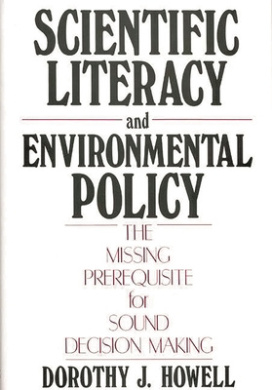 SCIENTIFIC
LITERACY
and
ENVIRONMENTAL
POLICY
THE
MISSING
PREREQUISITE
for
SOUND
DECISION MAKING
DOROTHY J. HOWELL